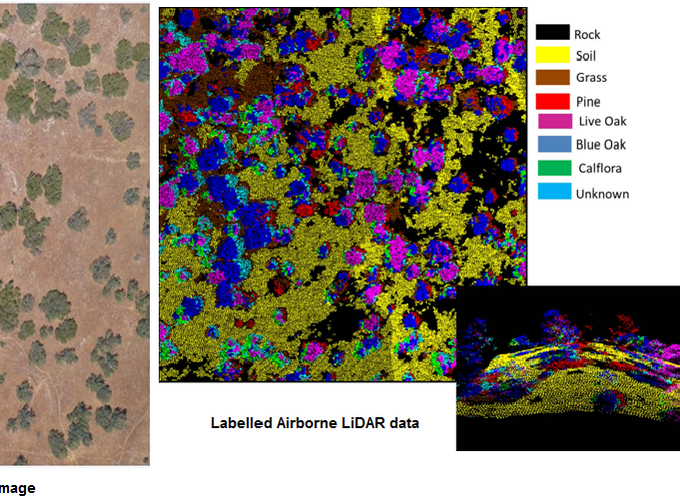 Rock
Soil
Grass
Pine
Live Oak
Blue Oak
Calflora
Unknown
Labelled Airborne LiDAR data
mage